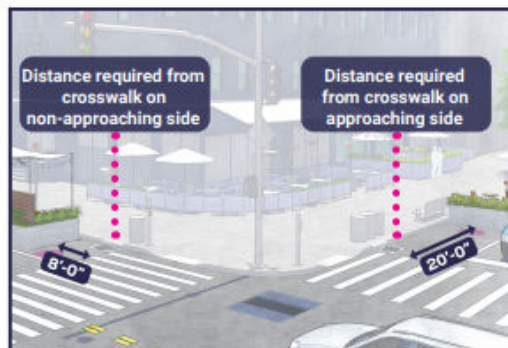 Distance required from
crosswalk on
non-approaching side
Distance required
from crosswalk on
approaching side
8'-0"
20'-0"